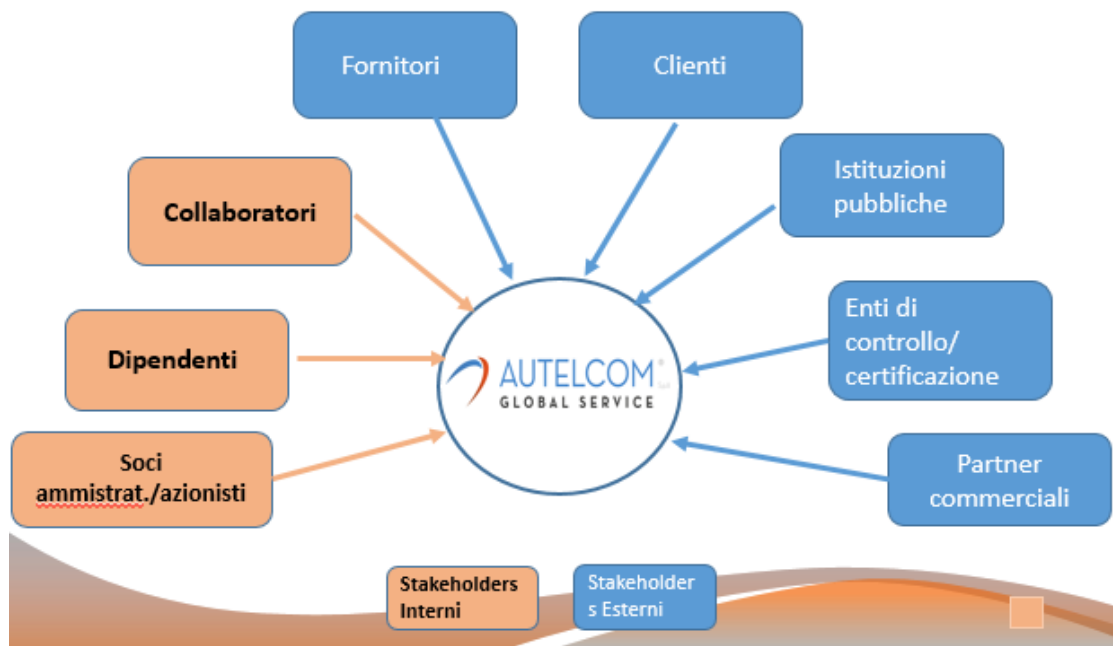 Fornitori
Clienti
Collaboratori
Istituzioni
pubbliche
Dipendenti
Enti di
controllo/
certificazione
AUTELCOM
GLOBAL SERVICE
Soci
ammistrat./azionisti
Partner
commerciali
Stakeholders
Interni
Stakeholder
s Esterni